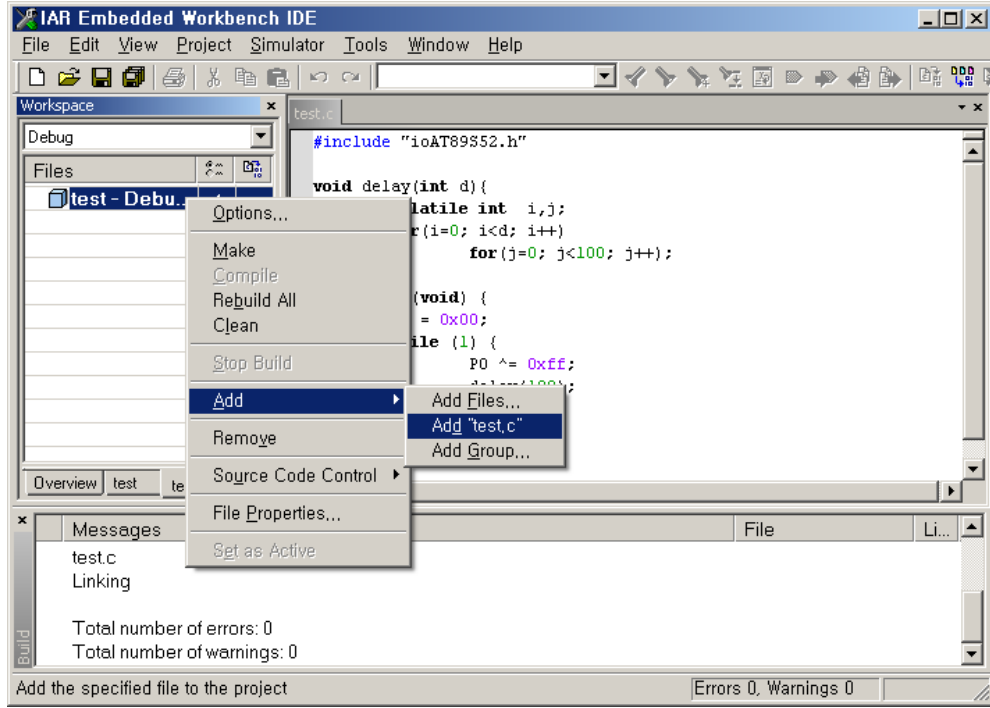 IAR Embedded Workbench IDE
File Edit View Project Simulator Tools Window Help
Workspace
Debug
Files
test - Debu...
Overview test te
test.c
#include "ioAT89S52.h"
void delay(int d){
latile int i,j;
r(i=0; i<d; i++)
for(j=0; j<100; j++);
(void) {
= 0x00;
ile (1) {
P0 ^= 0xff;
Options...
Make
Compile
Rebuild All
Clean
Stop Build
Add
Remove
Source Code Control
File Properties...
Set as Active
Add Files...
Add "test.c"
Add Group...
Messages File Li...
test.c
Linking
Total number of errors: 0
Total number of warnings: 0
Build
Add the specified file to the project
Errors 0, Warnings 0